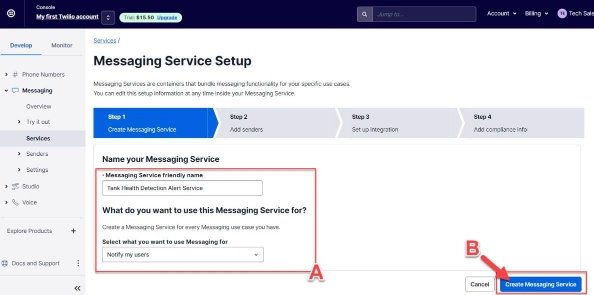 Console
My first Twilio account
Trial $15.50 Upgrade
Jump to...
Account
Billing
Tech Sale
Develop
Monitor
# Phone Numbers
Messaging
Overview
Try it out
Services
Senders
Settings
Studio
Voice
Explore Products +
Docs and Support
Services /
Messaging Service Setup
Messaging Services are containers that bundle messaging functionality for your specific use cases.
You can edit this setup information at any time inside your Messaging Service.
Step 1
Create Messaging Service
Step 2
Add senders
Step 3
Set up integration
Step 4
Add compliance info
Name your Messaging Service
* Messaging Service friendly name
Tank Health Detection Alert Service
What do you want to use this Messaging Service for?
Create a Messaging Service for every Messaging use case you have.
Select what you want to use Messaging for
Notify my users
A
B
Cancel
Create Messaging Service